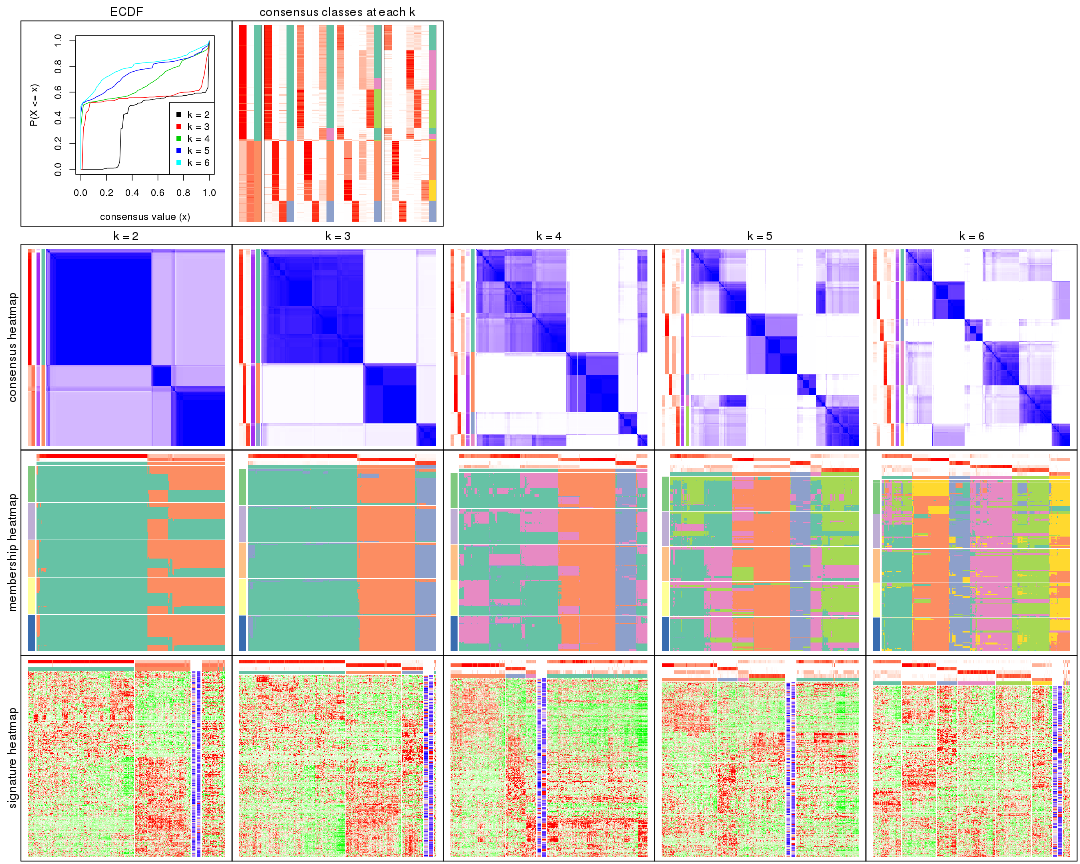 ECDF
consensus classes at each k
P(X <= x)
1.0
0.8
0.6
0.4
0.2
0.0
k = 2
k = 3
k = 4
k = 5
k = 6
0.0 0.2 0.4 0.6 0.8 1.0
consensus value (x)
k = 2 k = 3 k = 4 k = 5 k = 6
consensus heatmap
membership heatmap
signature heatmap